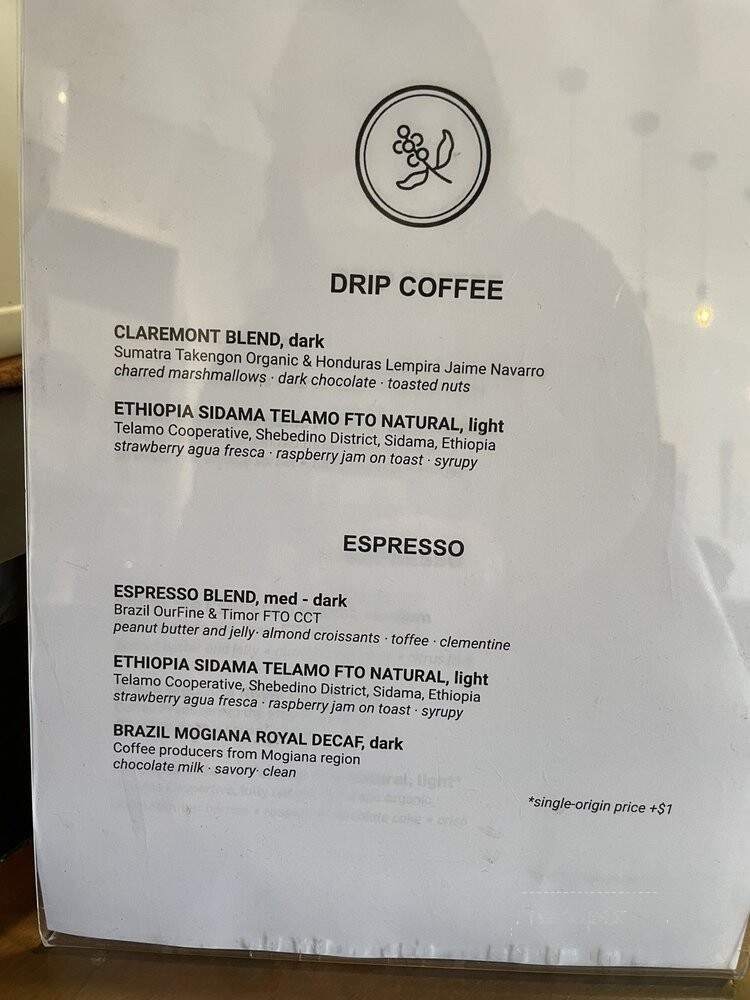 DRIP COFFEE
CLAREMONT BLEND, dark
Sumatra Takengon Organic & Honduras Lempira Jaime Navarro
charred marshmallows · dark chocolate · toasted nuts
ETHIOPIA SIDAMA TELAMO FTO NATURAL, light
Telamo Cooperative, Shebedino District, Sidama, Ethiopia
strawberry agua fresca · raspberry jam on toast · syrupy
ESPRESSO
ESPRESSO BLEND, med - dark
Brazil OurFine & Timor FTO CCT
peanut butter and jelly· almond croissants · toffee · clementine
ETHIOPIA SIDAMA TELAMO FTO NATURAL, light
Telamo Cooperative, Shebedino District, Sidama, Ethiopia
strawberry agua fresca · raspberry jam on toast · syrupy
BRAZIL MOGIANA ROYAL DECAF, dark
Coffee producers from Mogiana region
chocolate milk · savory· clean
*single-origin price +$1